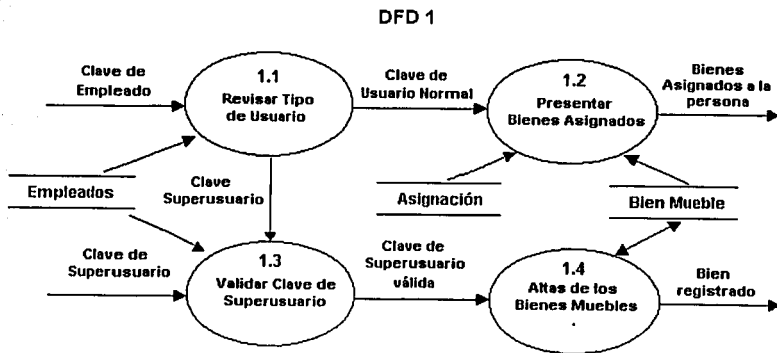 DFD 1
Clave de
Empleado
1.1
Revisar Tipo
de Usuario
Clave de
Usuario Normal
1.2
Presentar
Bienes Asignados
Bienes
Asignados a la
persona
Empleados
Clave
Superusuario
Asignación
Bien Mueble
Clave de
Superusuario
1.3
Validar Clave de
Superusuario
Clave de
Superusuario
válida
1.4
Altas de los
Bienes Muebles
Bien
registrado